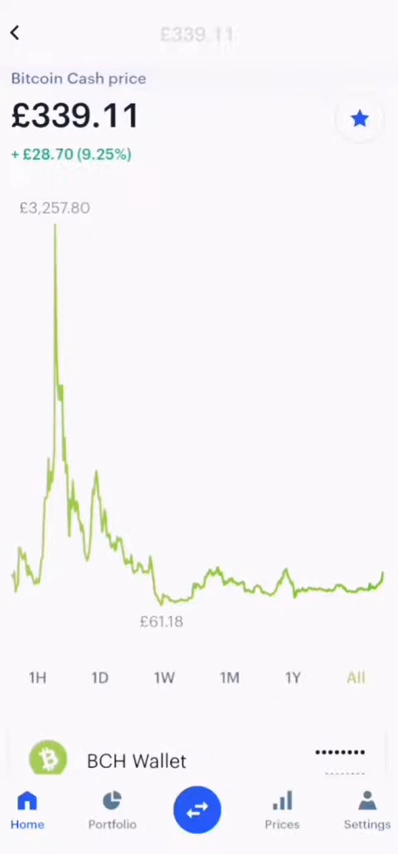 £339.11
Bitcoin Cash price
£339.11
+ £28.70 (9.25%)
£3,257.80
£61.18
1H 1D 1W 1M 1Y All
BCH Wallet ••••••••
Home Portfolio Prices Settings